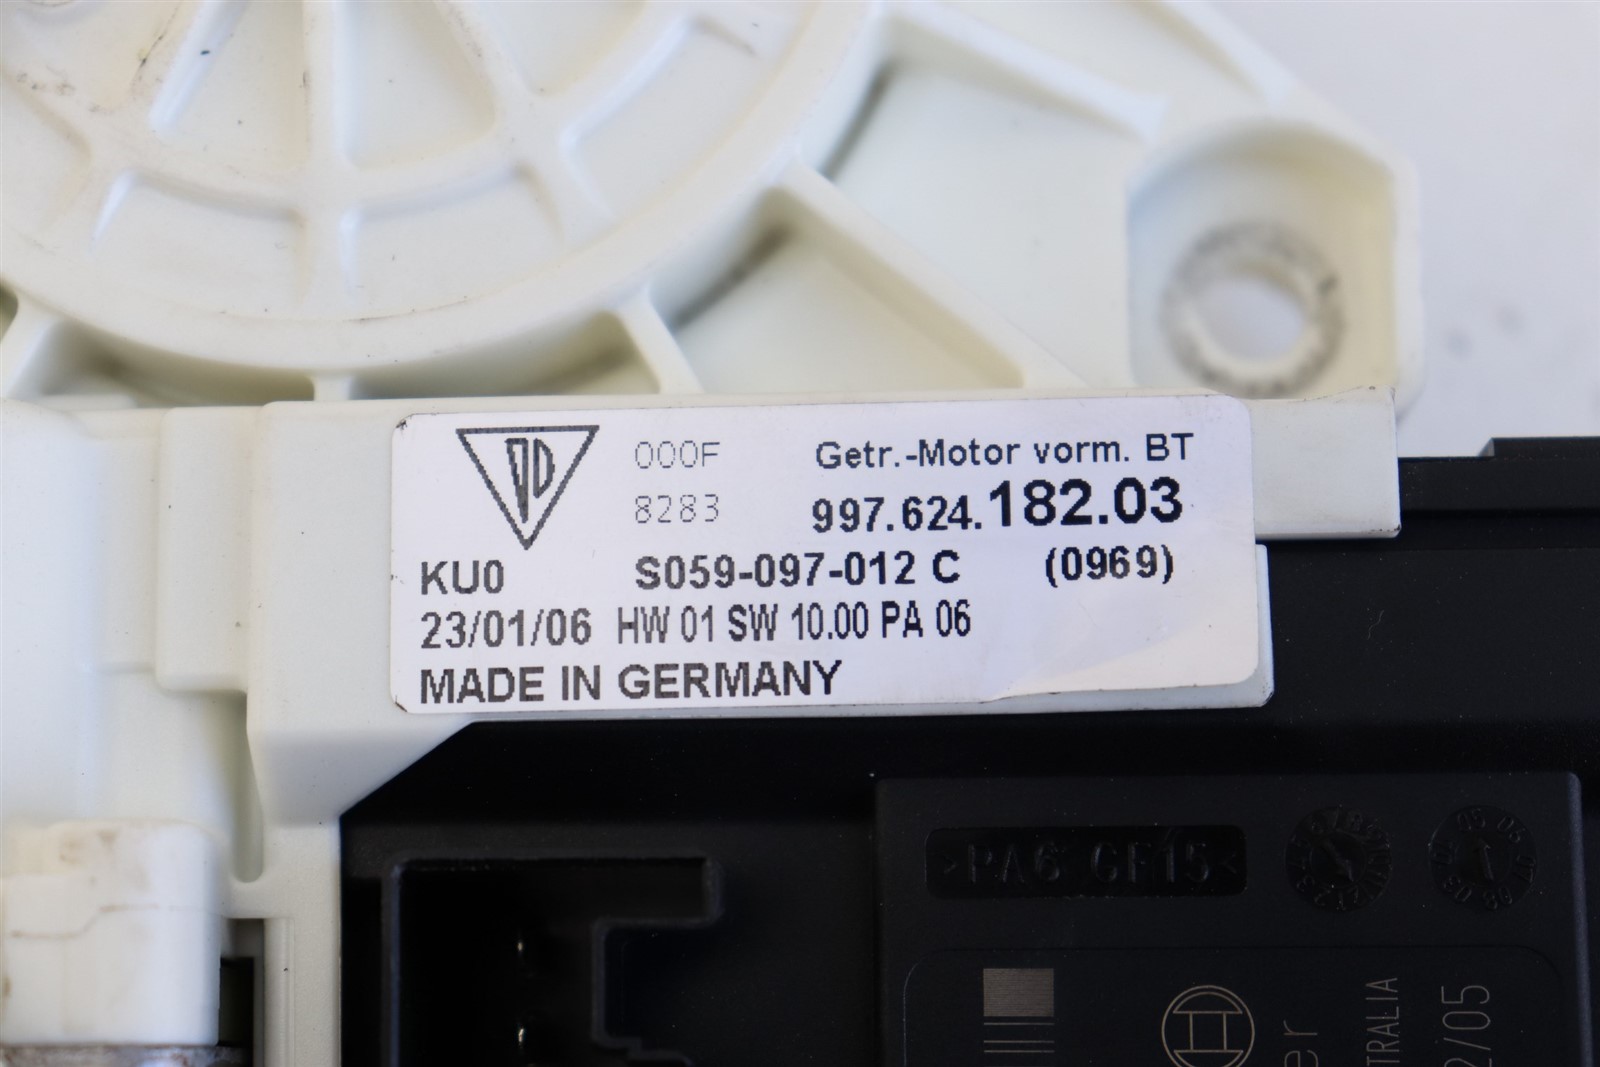 000F
8283
Getr.-Motor vorm. BT
997.624.182.03
KU0 S059-097-012 C (0969)
23/01/06 HW 01 SW 10.00 PA 06
MADE IN GERMANY
>PA6 GF15<